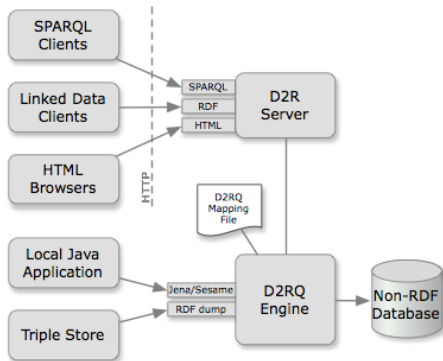 SPARQL
Clients
Linked Data
Clients
HTML
Browsers
HTTP
SPARQL
RDF
HTML
D2R
Server
D2RQ
Mapping
File
Local Java
Application
Triple Store
Jena/Sesame
RDF dump
D2RQ
Engine
Non-RDF
Database